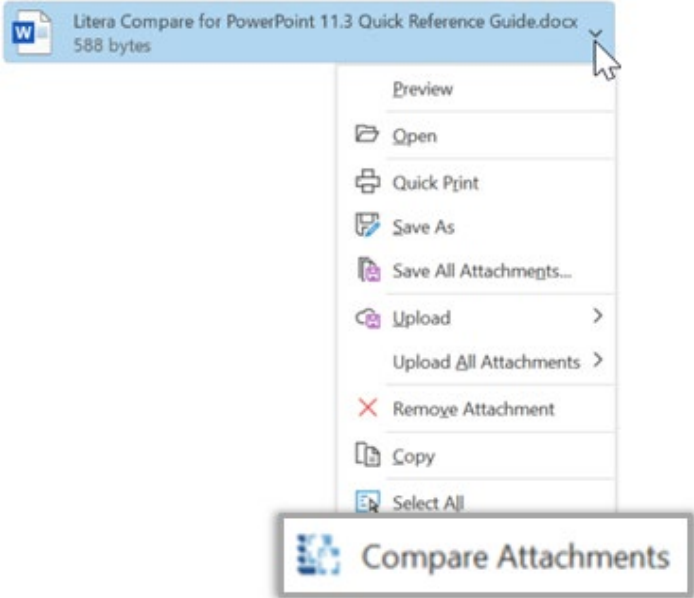 Litera Compare for PowerPoint 11.3 Quick Reference Guide.docx
588 bytes
Preview
Open
Quick Print
Save As
Save All Attachments...
Upload
Upload All Attachments
Remove Attachment
Copy
Select All
Compare Attachments